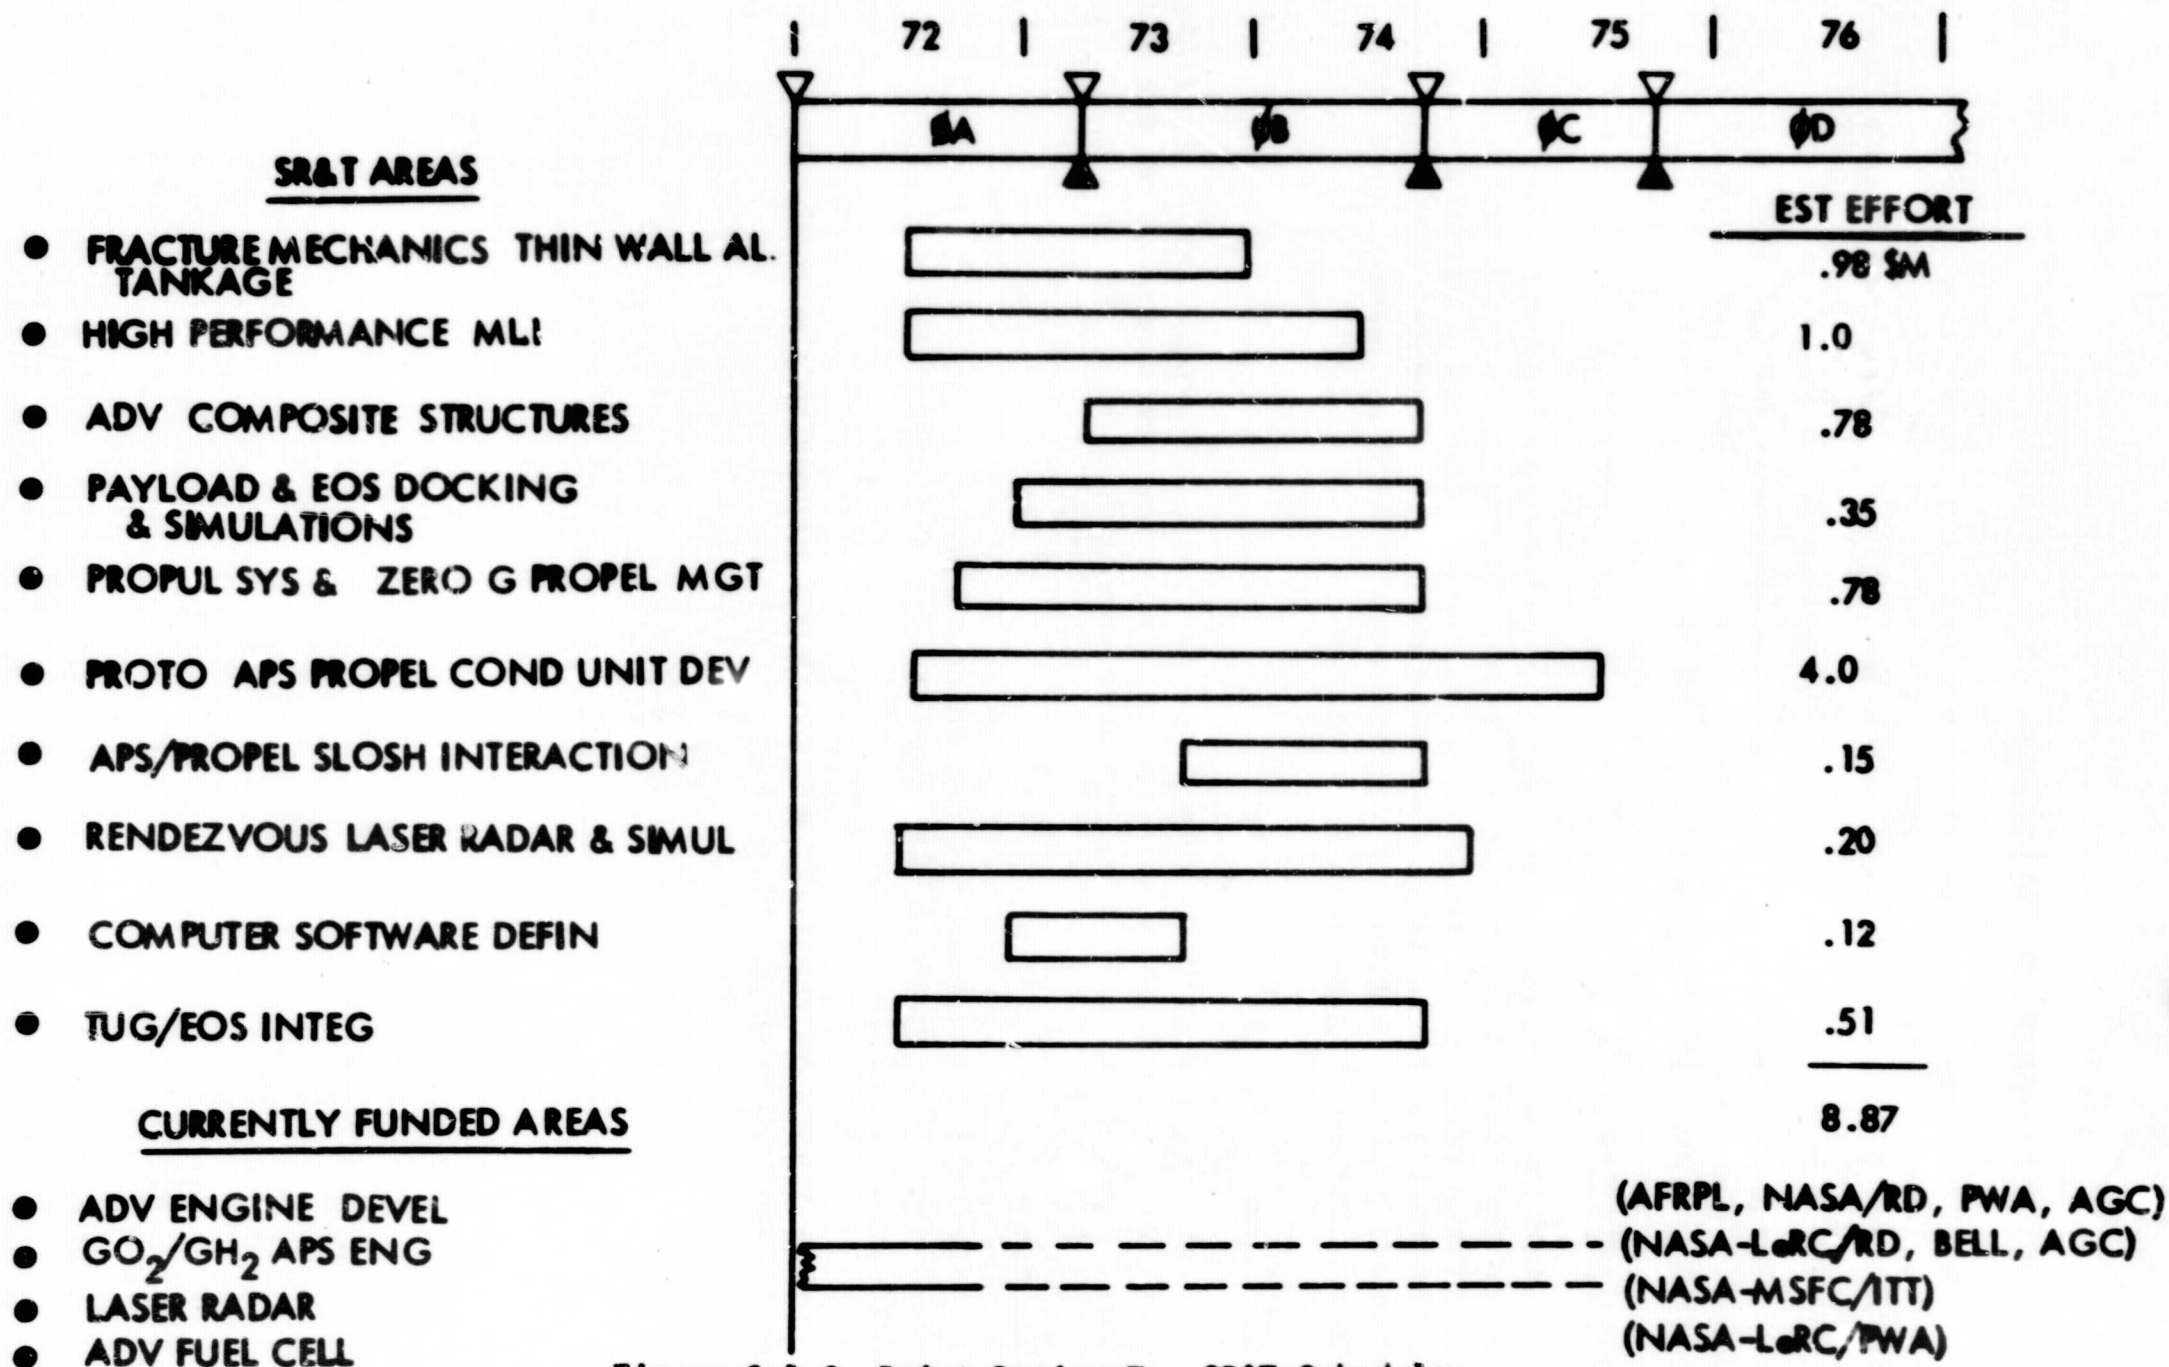 72 73 74 75 76
ØA ØB ØC ØD
SR&T AREAS
EST EFFORT
• FRACTURE MECHANICS THIN WALL AL. .98 $M
TANKAGE
• HIGH PERFORMANCE MLI 1.0
• ADV COMPOSITE STRUCTURES .78
• PAYLOAD & EOS DOCKING .35
& SIMULATIONS
• PROPUL SYS & ZERO G PROPEL MGT .78
• PROTO APS PROPEL COND UNIT DEV 4.0
• APS/PROPEL SLOSH INTERACTION .15
• RENDEZVOUS LASER RADAR & SIMUL .20
• COMPUTER SOFTWARE DEFIN .12
• TUG/EOS INTEG .51
8.87
CURRENTLY FUNDED AREAS
• ADV ENGINE DEVEL (AFRPL, NASA/RD, PWA, AGC)
• GO2/GH2 APS ENG (NASA-LeRC/RD, BELL, AGC)
• LASER RADAR (NASA-MSFC/ITT)
• ADV FUEL CELL (NASA-LeRC/PWA)